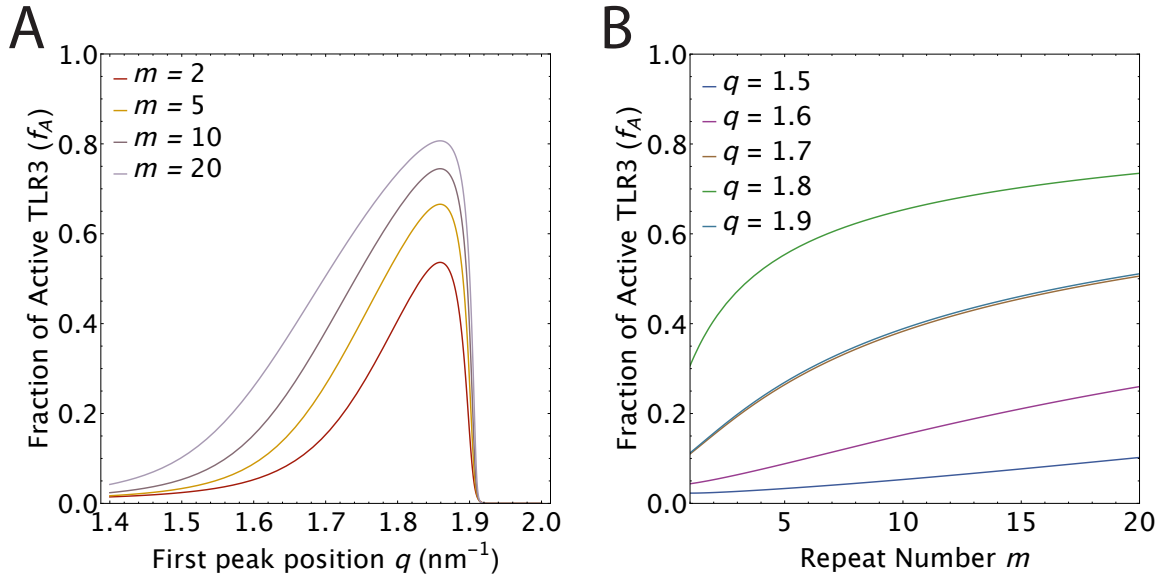 A
B
Fraction of Active TLR3 (fA)
1.0
0.8
0.6
0.4
0.2
0.0
m = 2
m = 5
m = 10
m = 20
1.4 1.5 1.6 1.7 1.8 1.9 2.0
First peak position q (nm⁻¹)
Fraction of Active TLR3 (fA)
1.0
0.8
0.6
0.4
0.2
0.0
q = 1.5
q = 1.6
q = 1.7
q = 1.8
q = 1.9
5 10 15 20
Repeat Number m